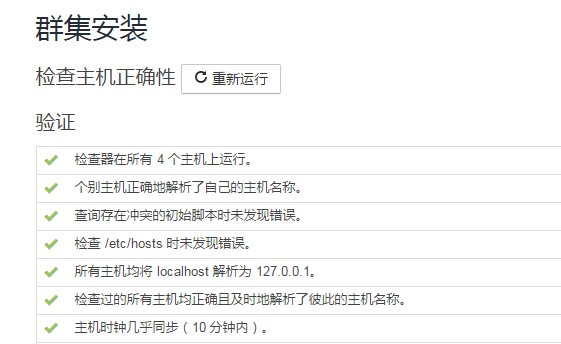 群集安装
检查主机正确性 重新运行
验证
检查器在所有 4 个主机上运行。
个别主机正确地解析了自己的主机名称。
查询存在冲突的初始脚本时未发现错误。
检查 /etc/hosts 时未发现错误。
所有主机均将 localhost 解析为 127.0.0.1。
检查过的所有主机均正确且及时地解析了彼此的主机名称。
主机时钟几乎同步（10 分钟内）。